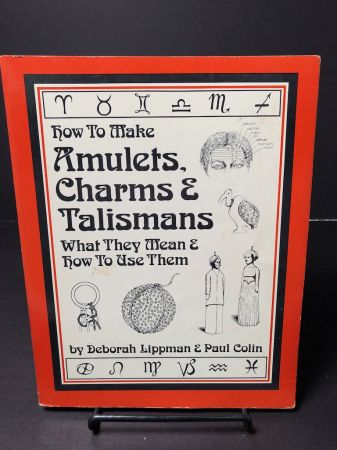 How To Make
Amulets,
Charms &
Talismans
What They Mean &
How To Use Them
by Deborah Lippman & Paul Colin